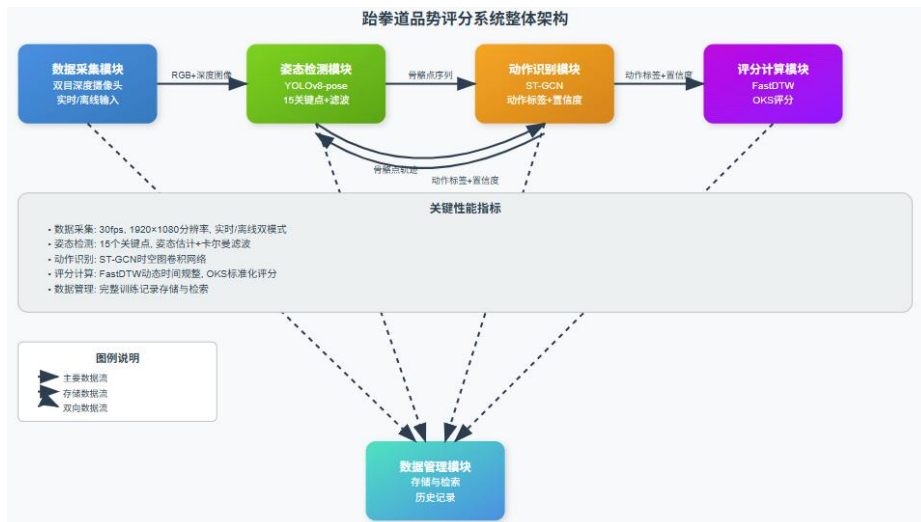 跆拳道品势评分系统整体架构
数据采集模块
双目深度摄像头
实时/离线输入
RGB+深度图像
姿态检测模块
YOLOv8-pose
15关键点+滤波
骨骼点序列
动作识别模块
ST-GCN
动作标签+置信度
动作标签+置信度
评分计算模块
FastDTW
OKS评分
骨骼点轨迹
动作标签+置信度
关键性能指标
• 数据采集: 30fps, 1920×1080分辨率, 实时/离线双模式
• 姿态检测: 15个关键点, 姿态估计+卡尔曼滤波
• 动作识别: ST-GCN时空图卷积网络
• 评分计算: FastDTW动态时间规整, OKS标准化评分
• 数据管理: 完整训练记录存储与检索
图例说明
主要数据流
存储数据流
双向数据流
数据管理模块
存储与检索
历史记录